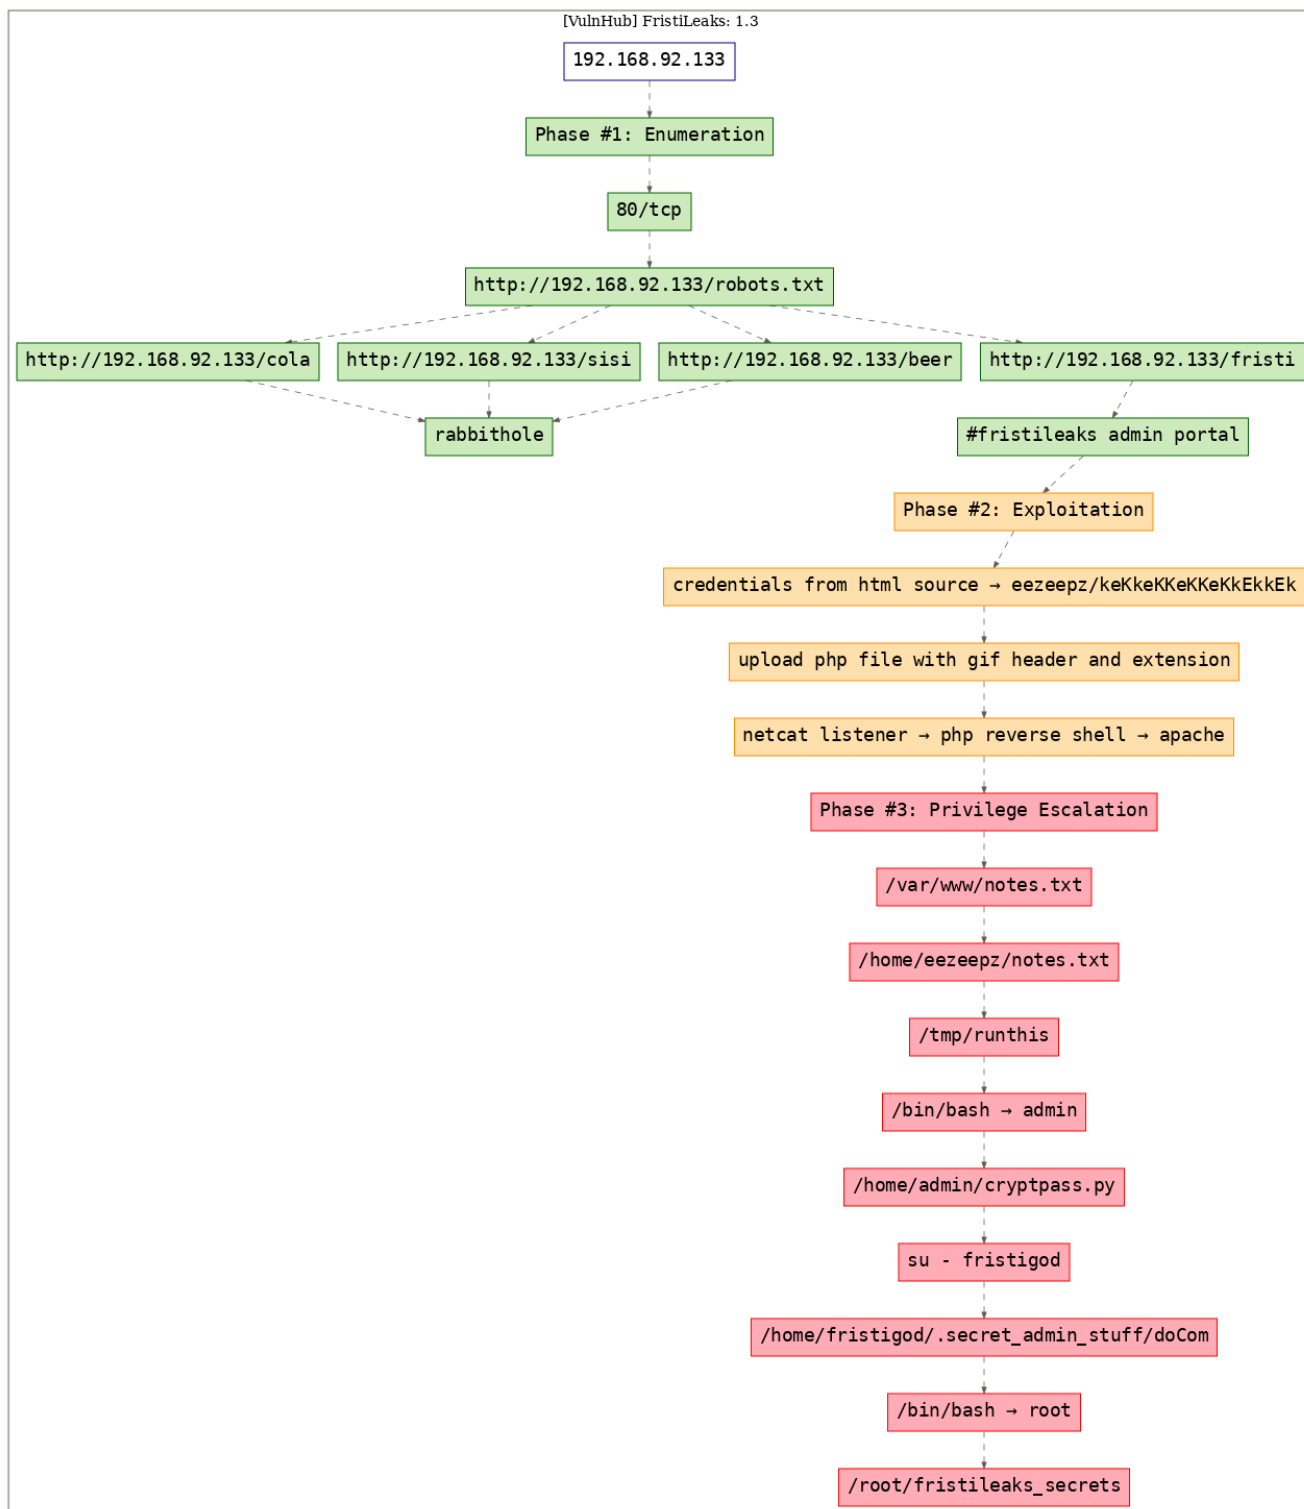 [VulnHub] FristiLeaks: 1.3
192.168.92.133
Phase #1: Enumeration
80/tcp
http://192.168.92.133/robots.txt
http://192.168.92.133/cola
http://192.168.92.133/sisi
http://192.168.92.133/beer
http://192.168.92.133/fristi
rabbithole
#fristileaks admin portal
Phase #2: Exploitation
credentials from html source → eezeepz/keKkeKKeKKeKkEkkEk
upload php file with gif header and extension
netcat listener → php reverse shell → apache
Phase #3: Privilege Escalation
/var/www/notes.txt
/home/eezeepz/notes.txt
/tmp/runthis
/bin/bash → admin
/home/admin/cryptpass.py
su - fristigod
/home/fristigod/.secret_admin_stuff/doCom
/bin/bash → root
/root/fristileaks_secrets